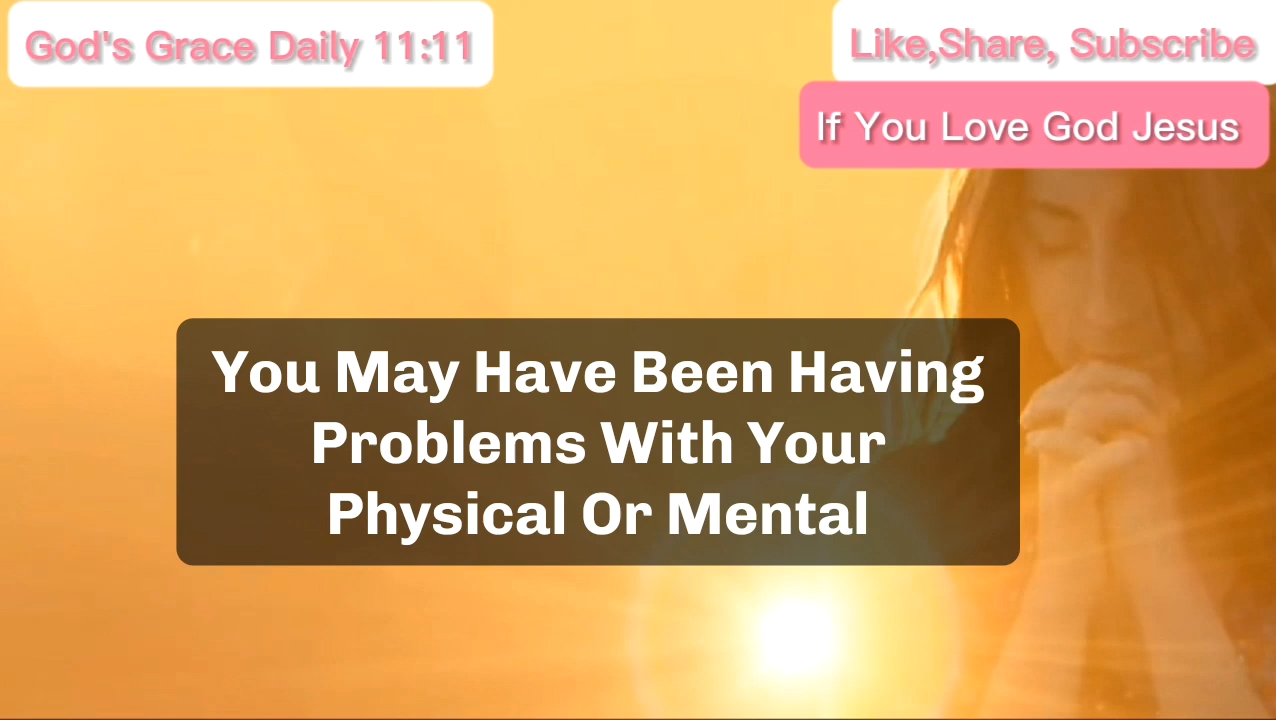 God's Grace Daily 11:11
Like,Share, Subscribe
If You Love God Jesus
You May Have Been Having
Problems With Your
Physical Or Mental